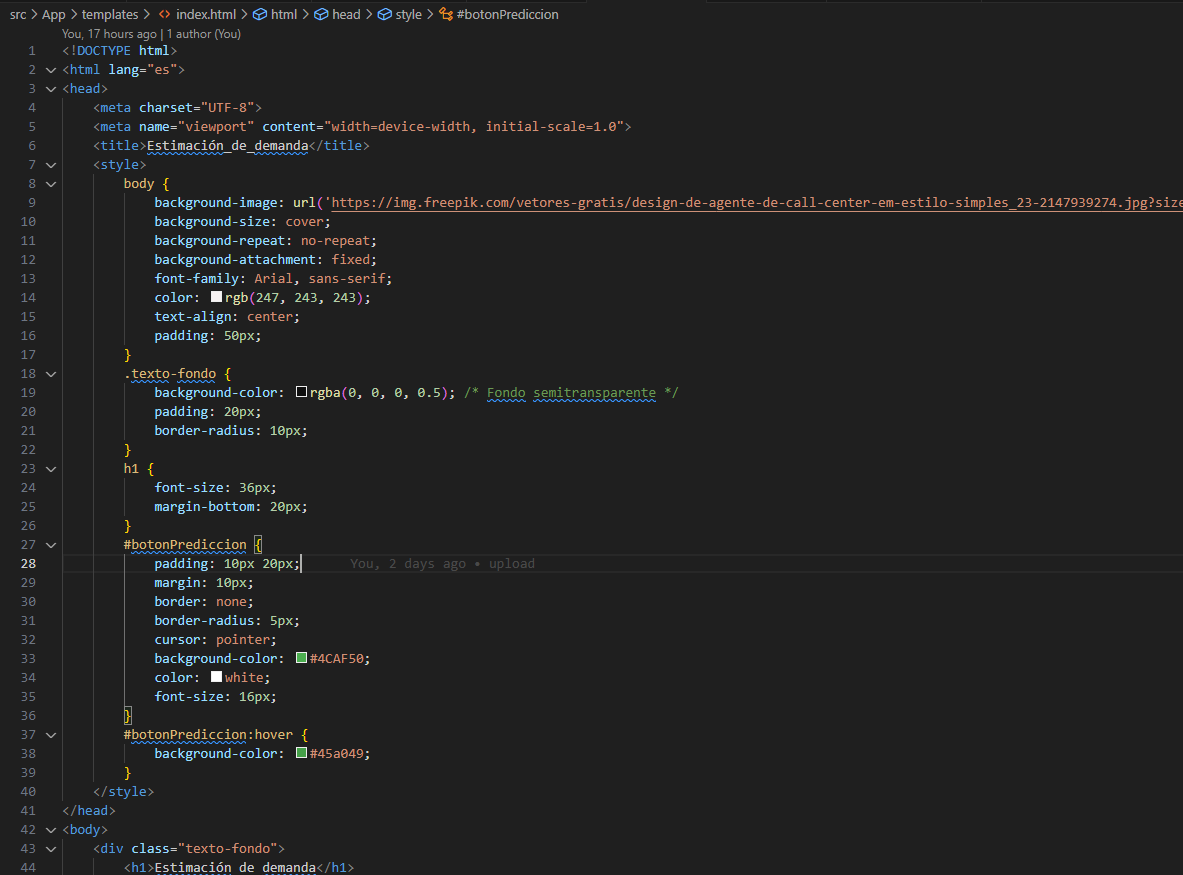 src > App > templates > <> index.html > html > head > style > #botonPrediccion
You, 17 hours ago | 1 author (You)
1 <!DOCTYPE html>
2 <html lang="es">
3 <head>
4 <meta charset="UTF-8">
5 <meta name="viewport" content="width=device-width, initial-scale=1.0">
6 <title>Estimación_de_demanda</title>
7 <style>
8 body {
9 background-image: url('https://img.freepik.com/vetores-gratis/design-de-agente-de-call-center-em-estilo-simples_23-2147939274.jpg?size
10 background-size: cover;
11 background-repeat: no-repeat;
12 background-attachment: fixed;
13 font-family: Arial, sans-serif;
14 color: rgb(247, 243, 243);
15 text-align: center;
16 padding: 50px;
17 }
18 .texto-fondo {
19 background-color: rgba(0, 0, 0, 0.5); /* Fondo semitransparente */
20 padding: 20px;
21 border-radius: 10px;
22 }
23 h1 {
24 font-size: 36px;
25 margin-bottom: 20px;
26 }
27 #botonPrediccion {
28 padding: 10px 20px; You, 2 days ago • upload
29 margin: 10px;
30 border: none;
31 border-radius: 5px;
32 cursor: pointer;
33 background-color: #4CAF50;
34 color: white;
35 font-size: 16px;
36 }
37 #botonPrediccion:hover {
38 background-color: #45a049;
39 }
40 </style>
41 </head>
42 <body>
43 <div class="texto-fondo">
44 <h1>Estimación de demanda</h1>